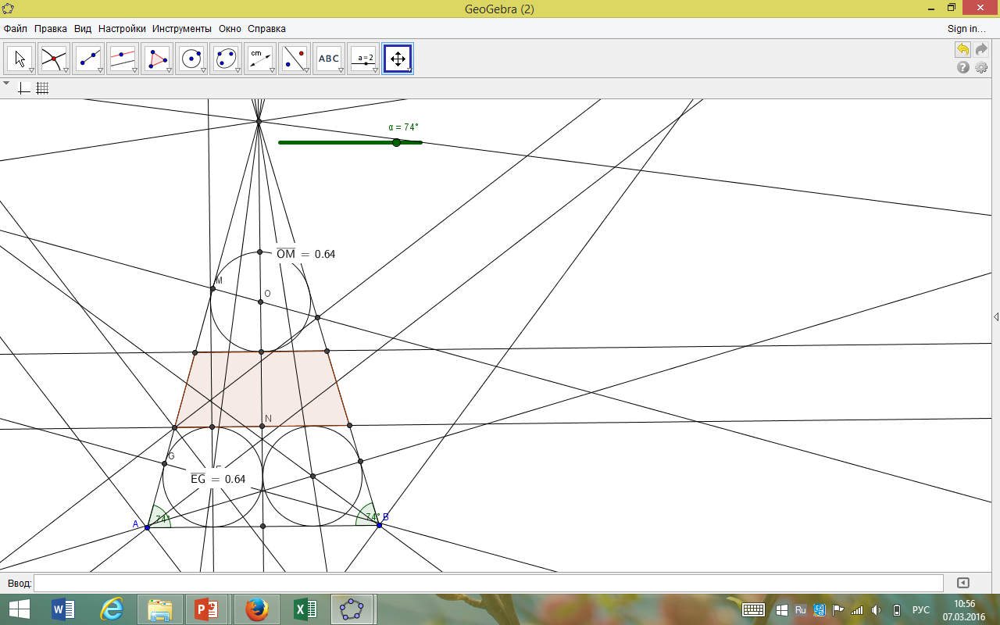 GeoGebra (2)
Файл Правка Вид Настройки Инструменты Окно Справка Sign in...
cm ABC a = 2
α = 74°
OM = 0.64
M
O
N
G
EG = 0.64
A 74° 74° B
Ввод:
Ru РУС 10:56
07.03.2016